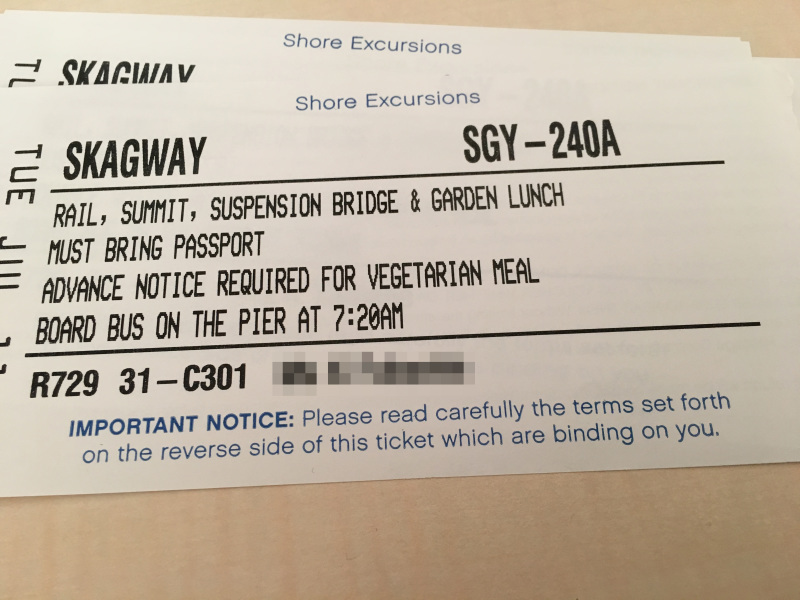 Shore Excursions
SKAGWAY
Shore Excursions
TUE
SKAGWAY SGY-240A
RAIL, SUMMIT, SUSPENSION BRIDGE & GARDEN LUNCH
MUST BRING PASSPORT
ADVANCE NOTICE REQUIRED FOR VEGETARIAN MEAL
BOARD BUS ON THE PIER AT 7:20AM
R729 31-C301
IMPORTANT NOTICE: Please read carefully the terms set forth
on the reverse side of this ticket which are binding on you.